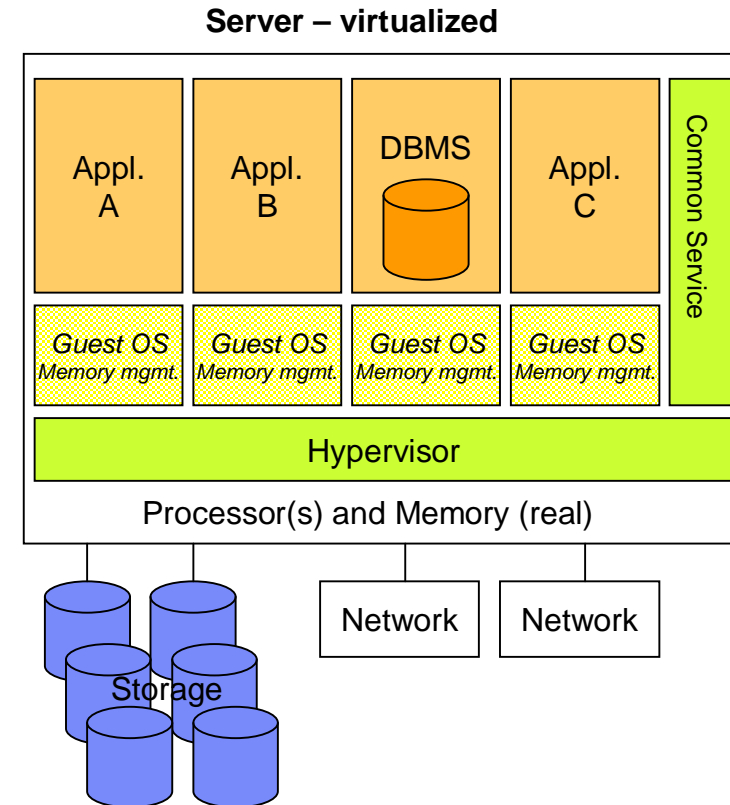 Server – virtualized
Appl.
A
Appl.
B
DBMS
Appl.
C
Common Service
Guest OS
Memory mgmt.
Guest OS
Memory mgmt.
Guest OS
Memory mgmt.
Guest OS
Memory mgmt.
Hypervisor
Processor(s) and Memory (real)
Storage
Network
Network